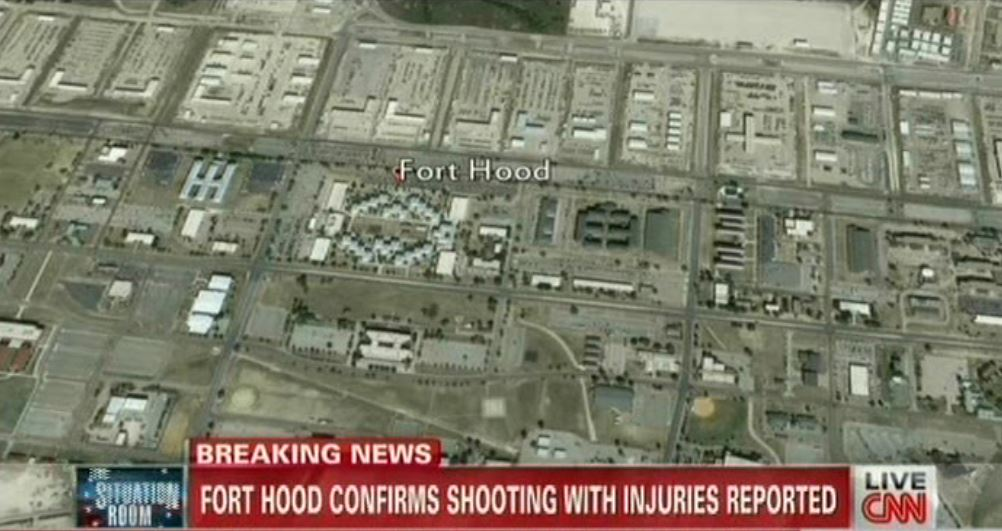 Fort Hood
BREAKING NEWS
SITUATION ROOM
FORT HOOD CONFIRMS SHOOTING WITH INJURIES REPORTED
LIVE
CNN